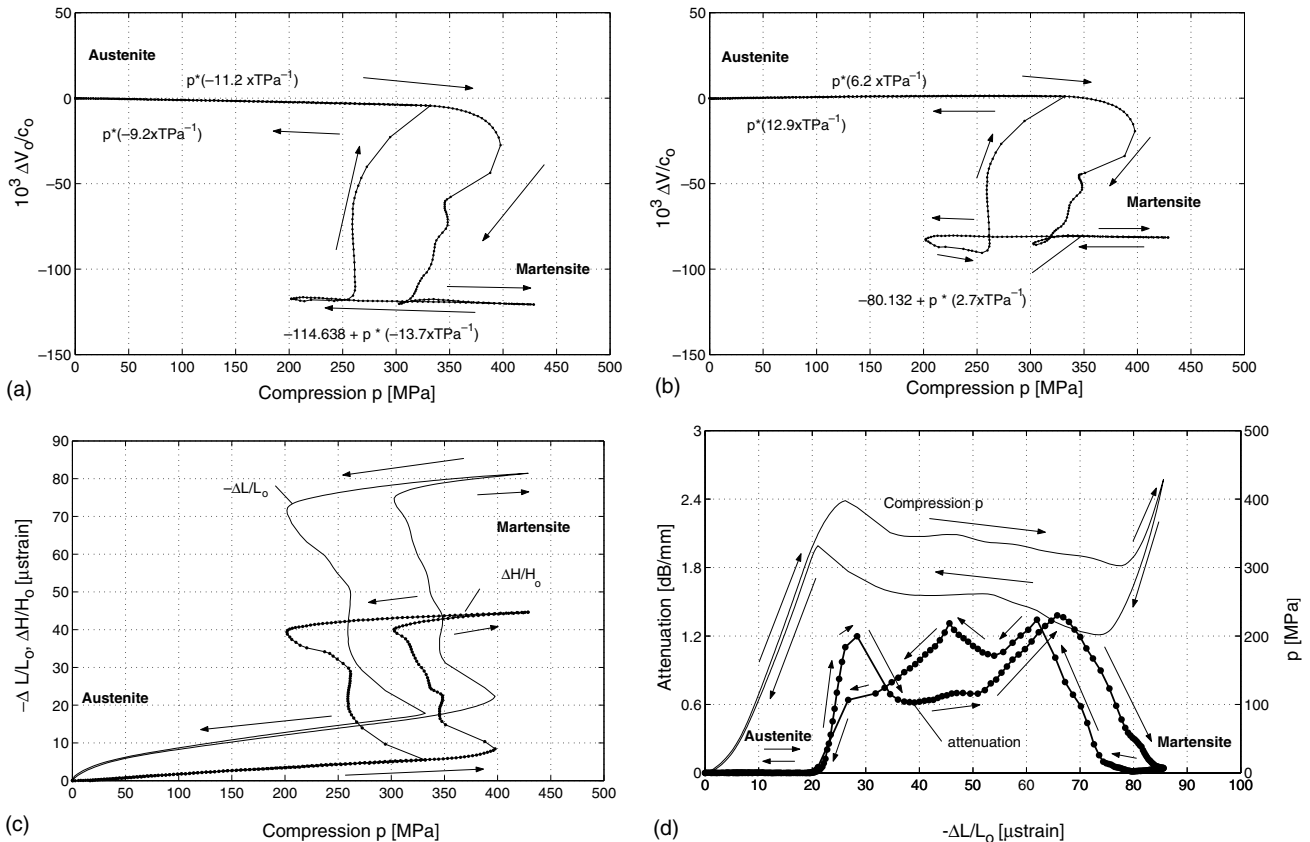 50
0
−50
−100
−150
10³ ΔV₀/c₀
Austenite
p*(−11.2 xTPa⁻¹)
p*(−9.2xTPa⁻¹)
Martensite
−114.638 + p * (−13.7xTPa⁻¹)
0 50 100 150 200 250 300 350 400 450 500
(a) Compression p [MPa]
50
0
−50
−100
−150
10³ ΔV/c₀
Austenite
p*(6.2 xTPa⁻¹)
p*(12.9xTPa⁻¹)
Martensite
−80.132 + p * (2.7xTPa⁻¹)
0 50 100 150 200 250 300 350 400 450 500
(b) Compression p [MPa]
90
80
70
60
50
40
30
20
10
0
−Δ L/L₀, ΔH/H₀ [μstrain]
−ΔL/L₀
Martensite
ΔH/H₀
Austenite
0 50 100 150 200 250 300 350 400 450 500
(c) Compression p [MPa]
3
2.4
1.8
1.2
0.6
0
Attenuation [dB/mm]
Compression p
Austenite
attenuation
Martensite
500
400
300
200
100
0
p [MPa]
0 10 20 30 40 50 60 70 80 90 100
(d) -ΔL/L₀ [μstrain]